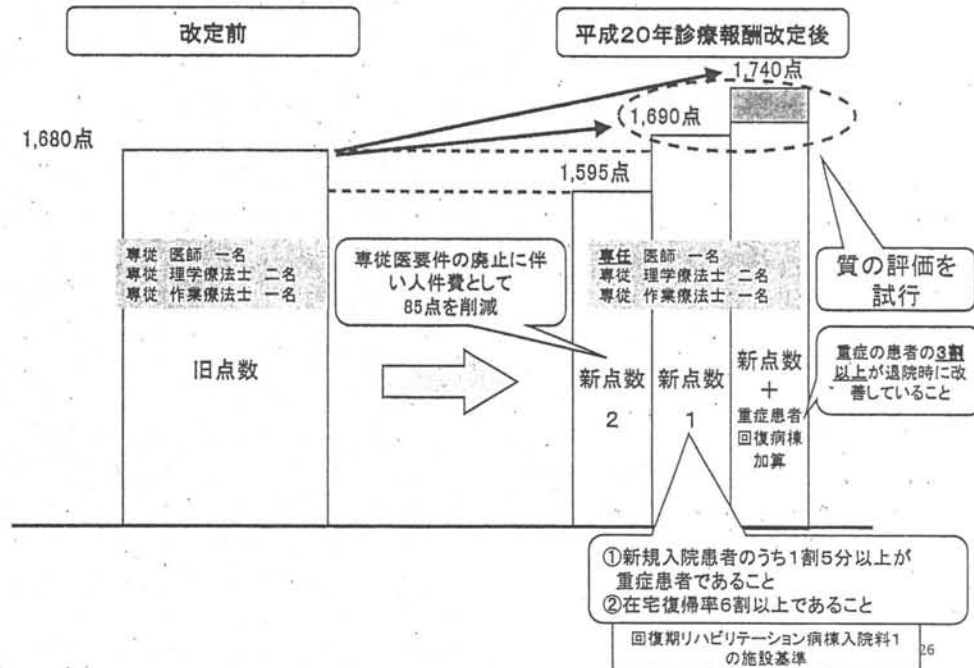 改定前
平成20年診療報酬改定後
1,740点
1,690点
1,680点
1,595点
専従 医師 一名
専従 理学療法士 二名
専従 作業療法士 一名
専従医要件の廃止に伴
い人件費として
85点を削減
専任 医師 一名
専従 理学療法士 二名
専従 作業療法士 一名
質の評価を
試行
旧点数
新点数
2
新点数
1
新点数
+
重症患者
回復病棟
加算
重症の患者の3割
以上が退院時に改
善していること
①新規入院患者のうち1割5分以上が
重症患者であること
②在宅復帰率6割以上であること
回復期リハビリテーション病棟入院料1
の施設基準
26